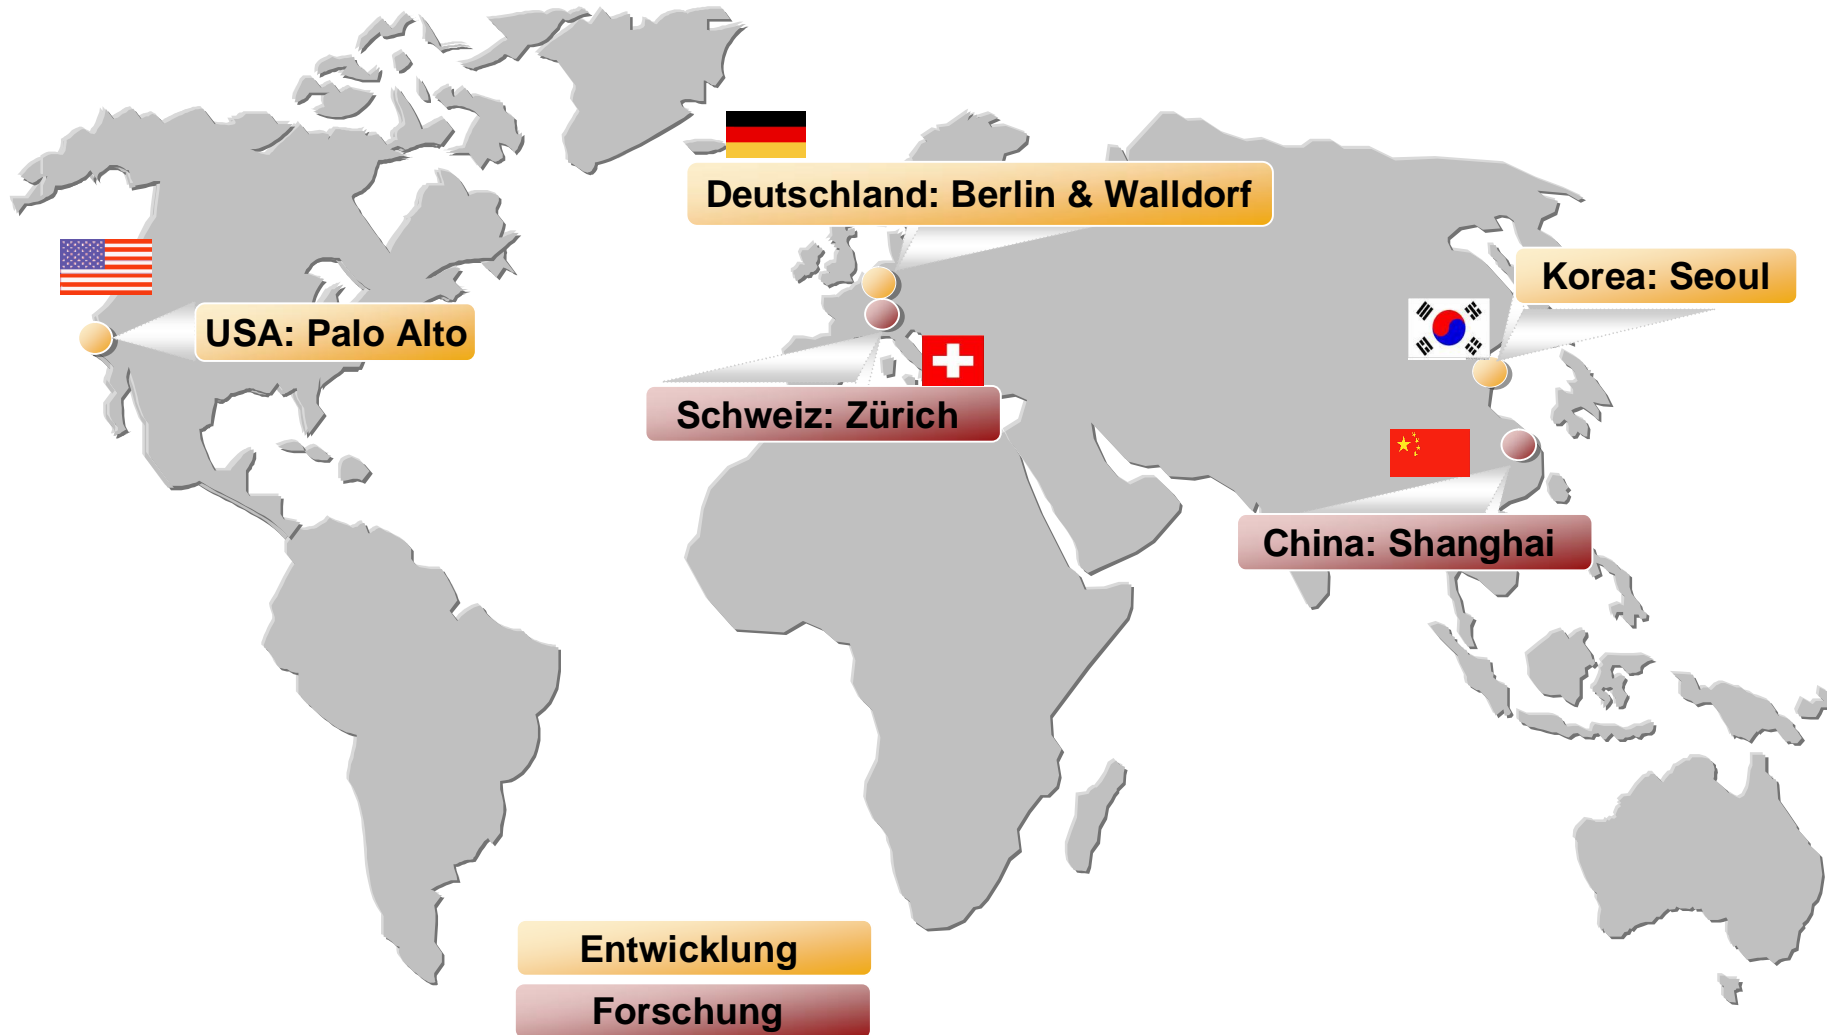 Deutschland: Berlin & Walldorf
Korea: Seoul
USA: Palo Alto
Schweiz: Zürich
China: Shanghai
Entwicklung
Forschung